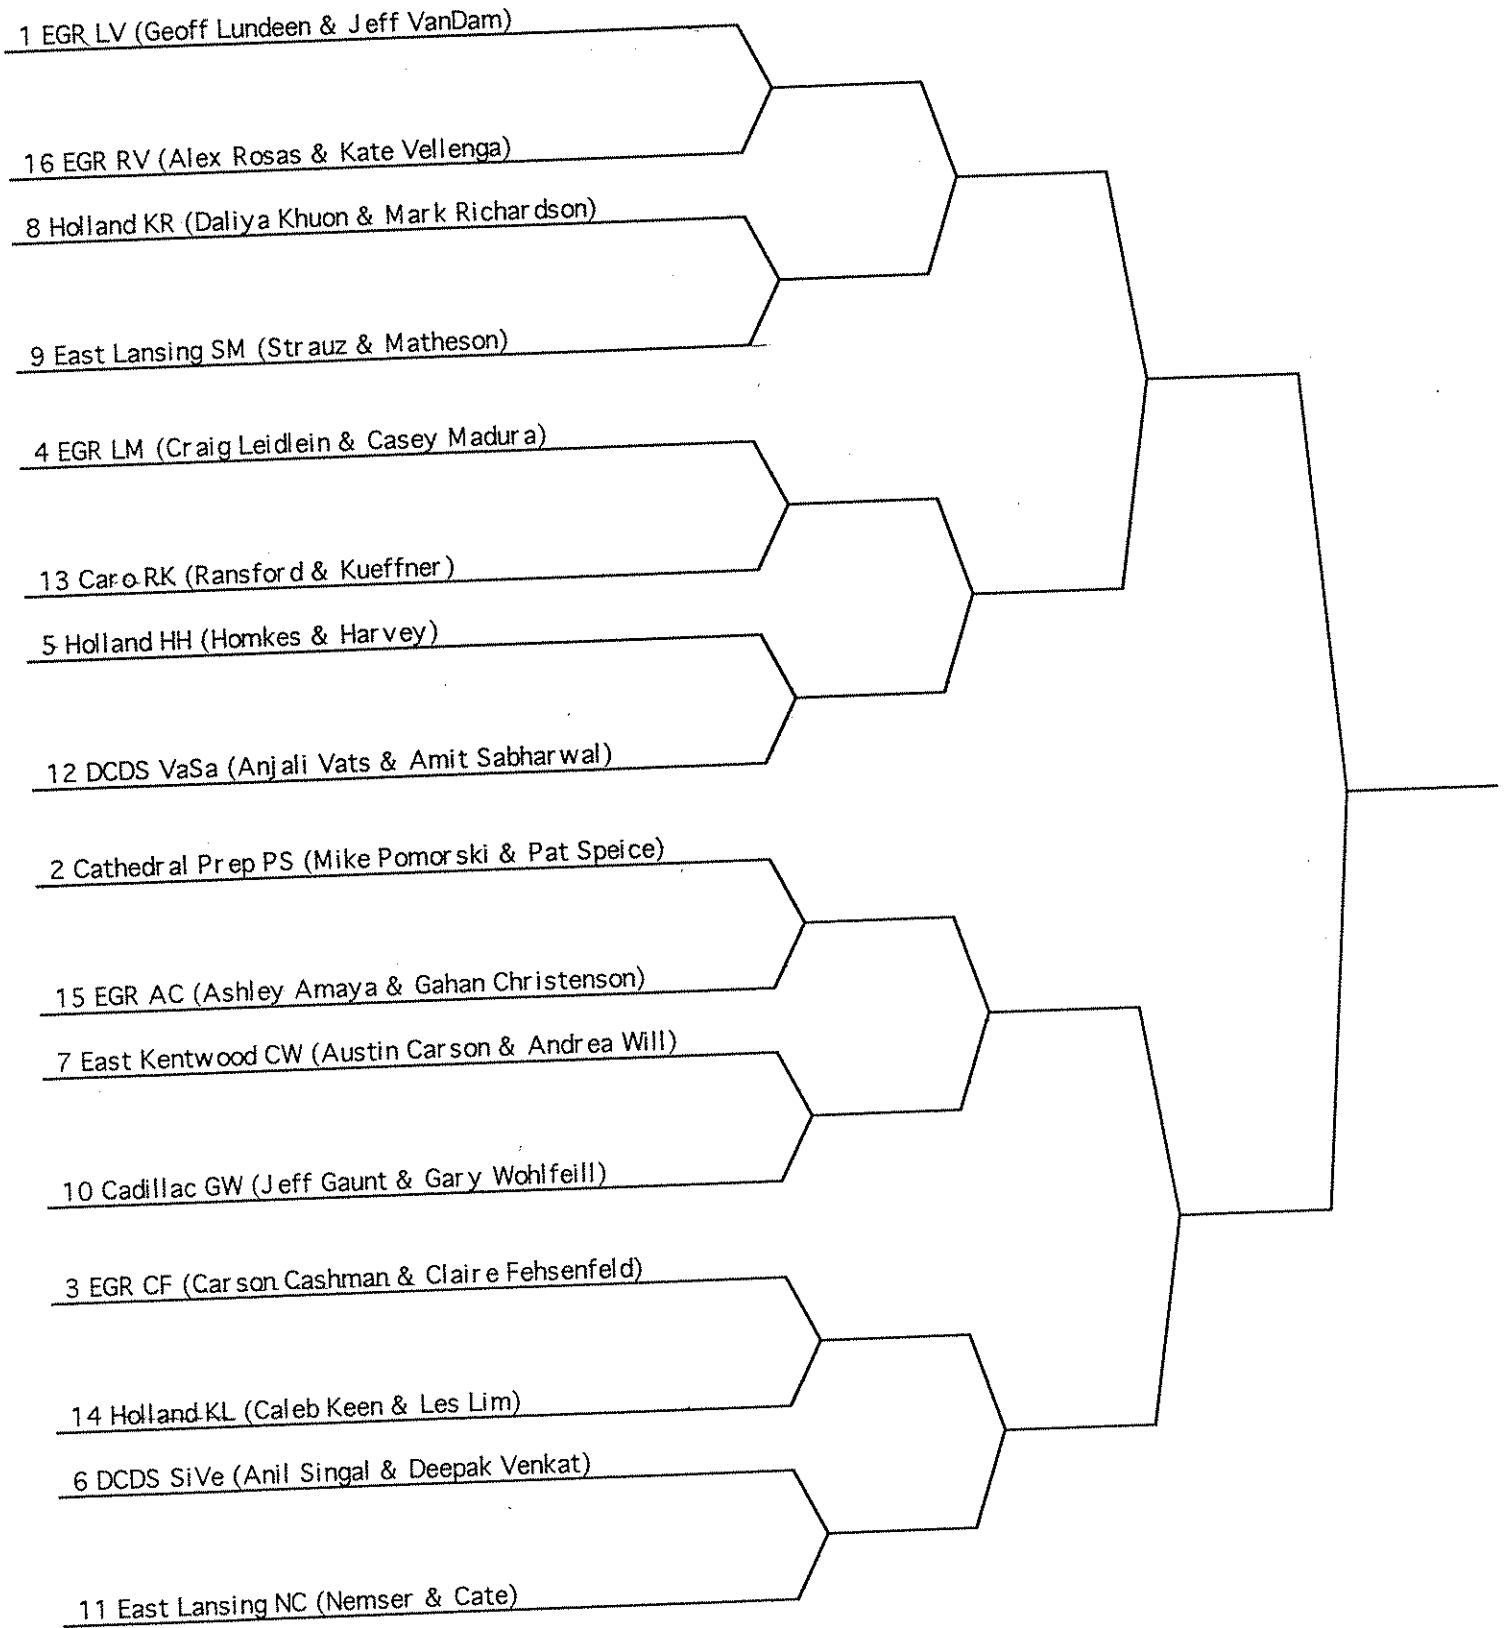 1 EGR LV (Geoff Lundeen & Jeff VanDam)
16 EGR RV (Alex Rosas & Kate Vellenga)
8 Holland KR (Daliya Khuon & Mark Richardson)
9 East Lansing SM (Strauz & Matheson)
4 EGR LM (Craig Leidlein & Casey Madura)
13 Caro RK (Ransford & Kueffner)
5 Holland HH (Homkes & Harvey)
12 DCDS VaSa (Anjali Vats & Amit Sabharwal)
2 Cathedral Prep PS (Mike Pomorski & Pat Speice)
15 EGR AC (Ashley Amaya & Gahan Christenson)
7 East Kentwood CW (Austin Carson & Andrea Will)
10 Cadillac GW (Jeff Gaunt & Gary Wohlfeill)
3 EGR CF (Carson Cashman & Claire Fehsenfeld)
14 Holland KL (Caleb Keen & Les Lim)
6 DCDS SiVe (Anil Singal & Deepak Venkat)
11 East Lansing NC (Nemser & Cate)